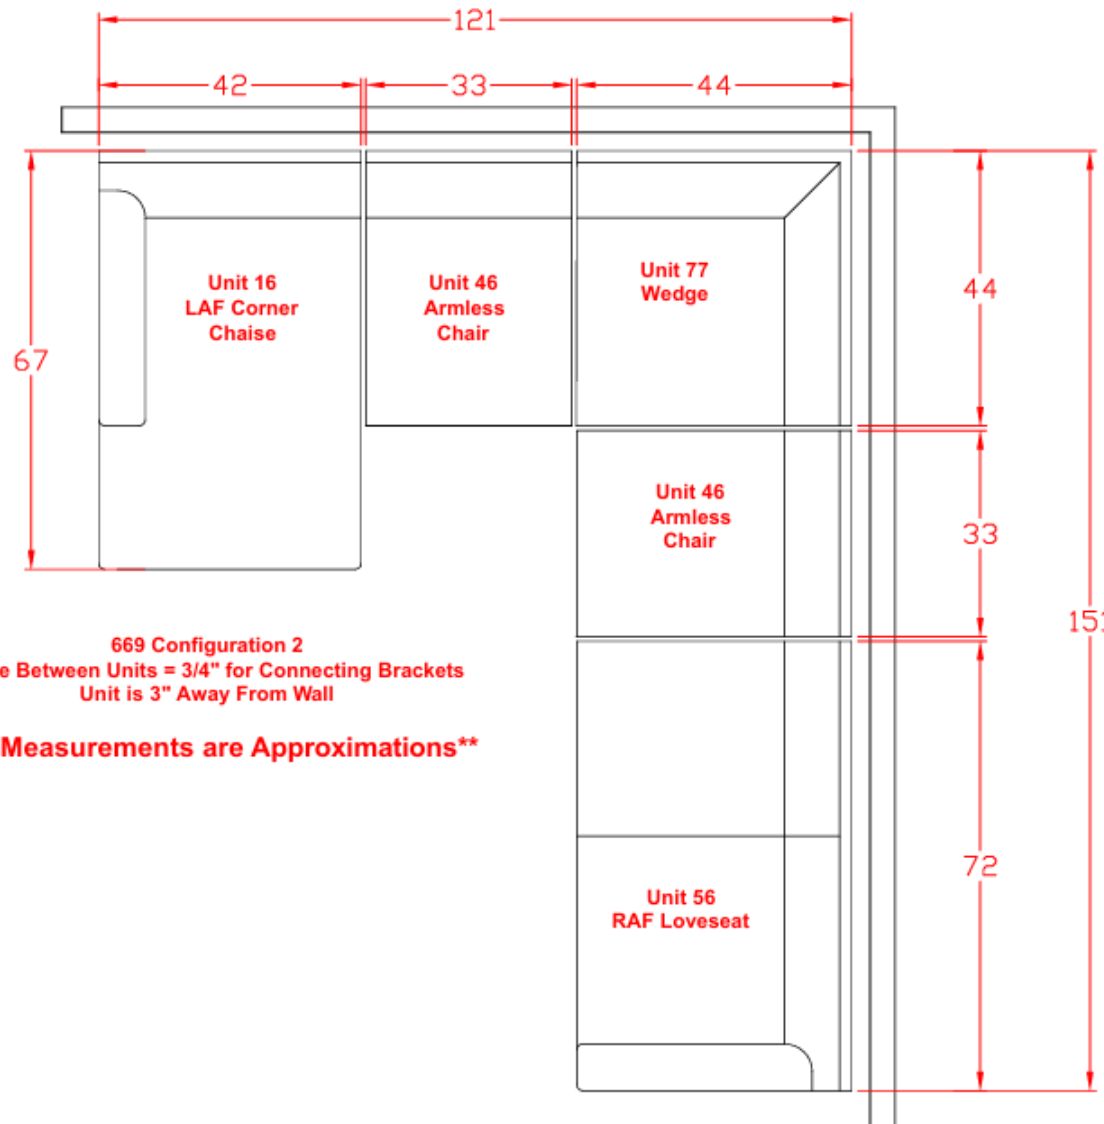 121
42
33
44
Unit 16
LAF Corner
Chaise
Unit 46
Armless
Chair
Unit 77
Wedge
44
67
Unit 46
Armless
Chair
33
669 Configuration 2
Between Units = 3/4" for Connecting Brackets
Unit is 3" Away From Wall
Measurements are Approximations**
72
Unit 56
RAF Loveseat